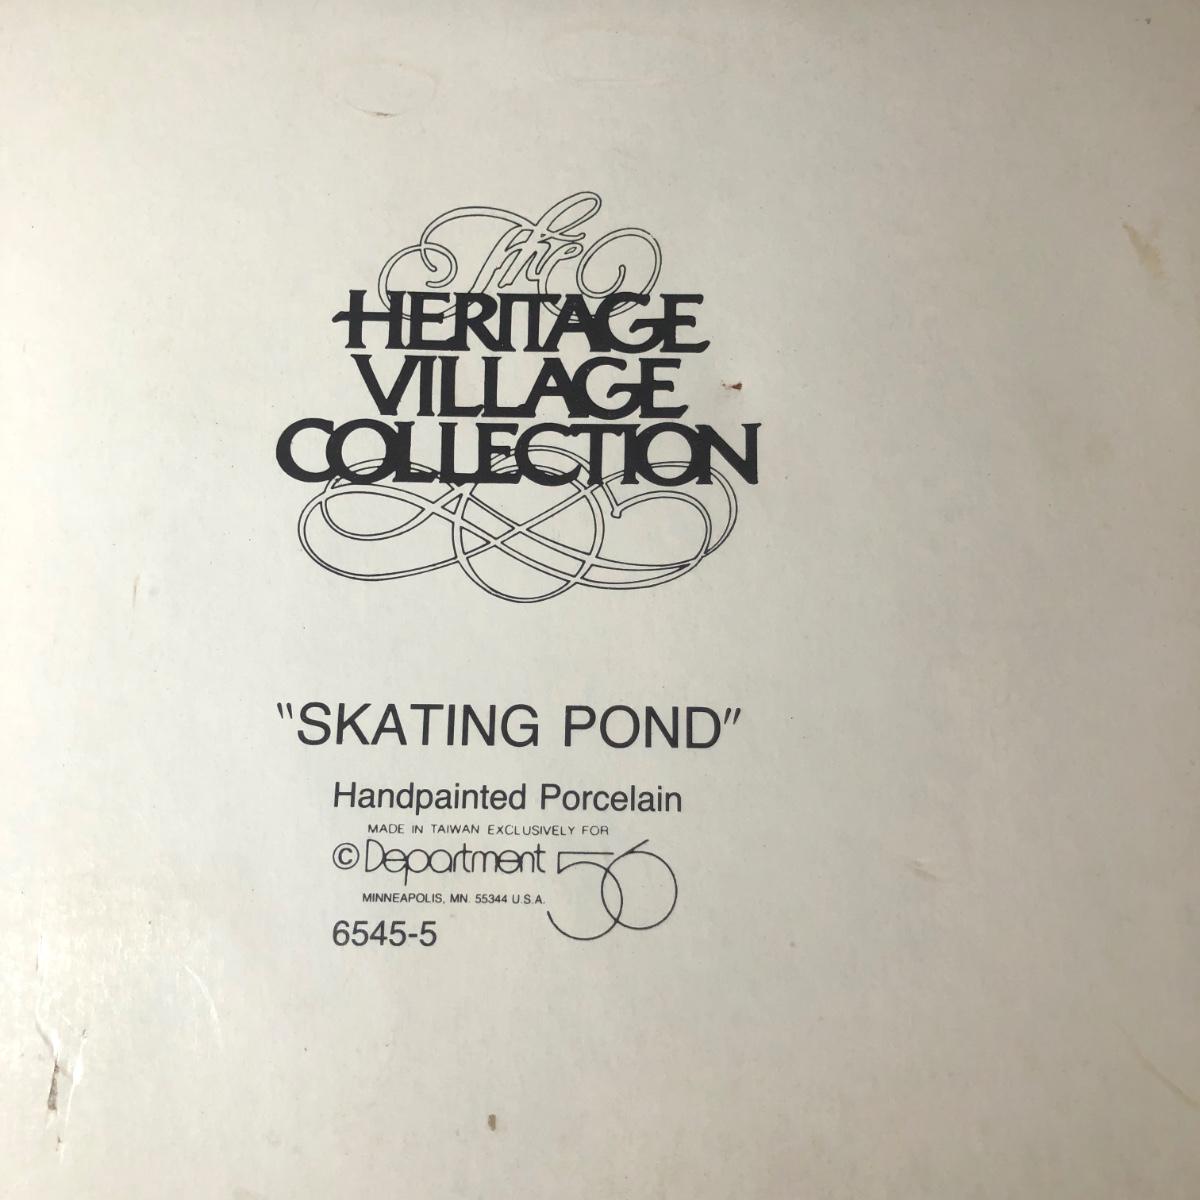 The
HERITAGE
VILLAGE
COLLECTION
"SKATING POND"
Handpainted Porcelain
MADE IN TAIWAN EXCLUSIVELY FOR
© Department 56
MINNEAPOLIS, MN. 55344 U.S.A.
6545-5